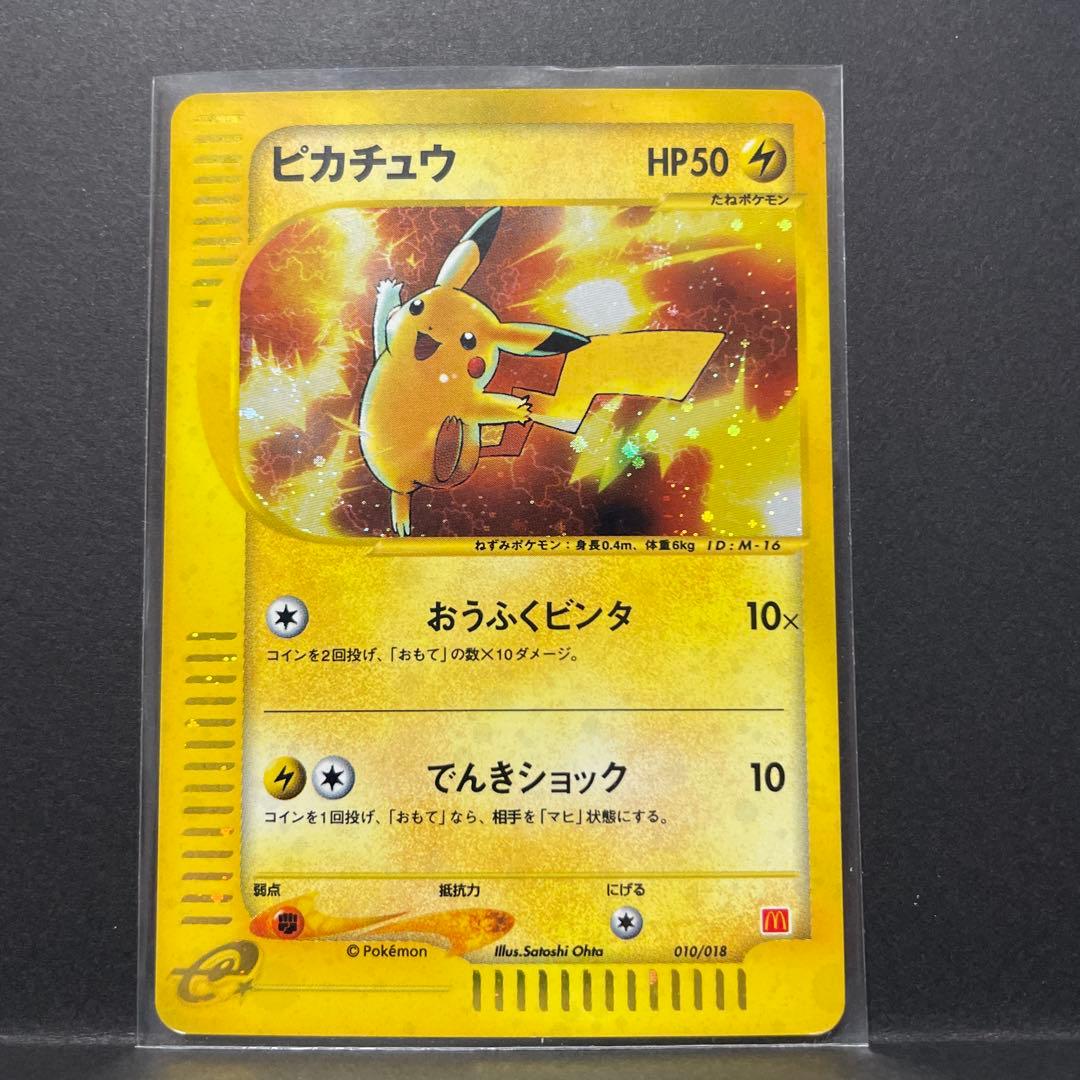 ピカチュウ HP50
たねポケモン
ねずみポケモン：身長0.4m、体重6kg ID:M-16
おうふくビンタ 10×
コインを2回投げ、「おもて」の数×10ダメージ。
でんきショック 10
コインを1回投げ、「おもて」なら、相手を「マヒ」状態にする。
弱点 抵抗力 にげる
© Pokémon Illus.Satoshi Ohta 010/018
e